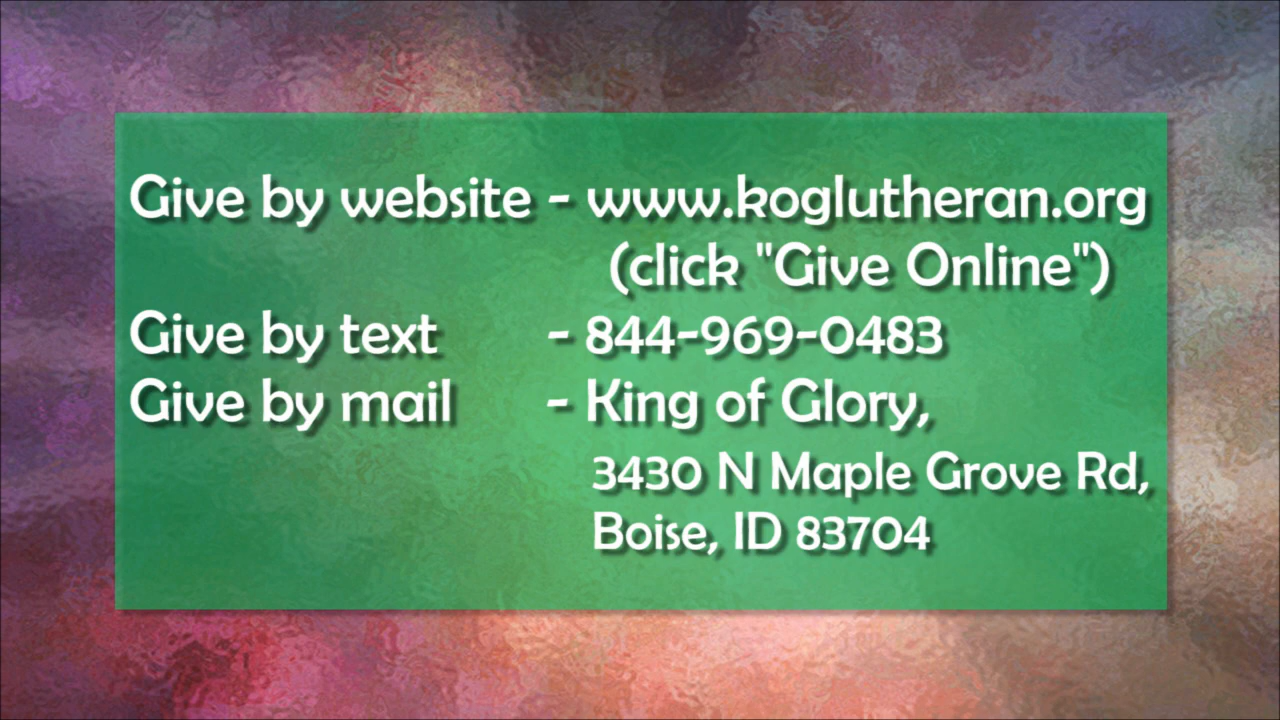 Give by website - www.koglutheran.org
(click "Give Online")
Give by text - 844-969-0483
Give by mail - King of Glory,
3430 N Maple Grove Rd,
Boise, ID 83704